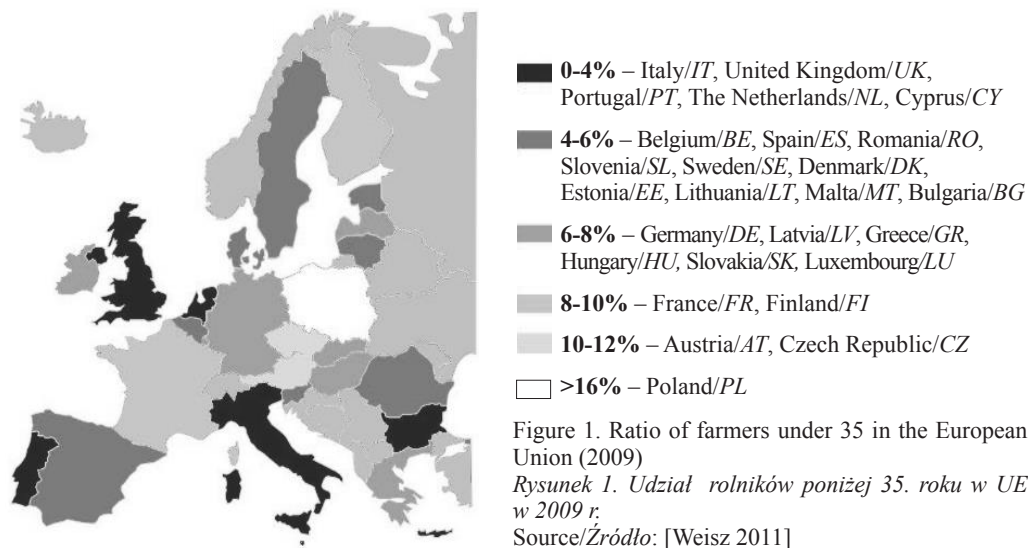 0-4% – Italy/IT, United Kingdom/UK,
Portugal/PT, The Netherlands/NL, Cyprus/CY
4-6% – Belgium/BE, Spain/ES, Romania/RO,
Slovenia/SL, Sweden/SE, Denmark/DK,
Estonia/EE, Lithuania/LT, Malta/MT, Bulgaria/BG
6-8% – Germany/DE, Latvia/LV, Greece/GR,
Hungary/HU, Slovakia/SK, Luxembourg/LU
8-10% – France/FR, Finland/FI
10-12% – Austria/AT, Czech Republic/CZ
>16% – Poland/PL
Figure 1. Ratio of farmers under 35 in the European
Union (2009)
Rysunek 1. Udział rolników poniżej 35. roku w UE
w 2009 r.
Source/Źródło: [Weisz 2011]